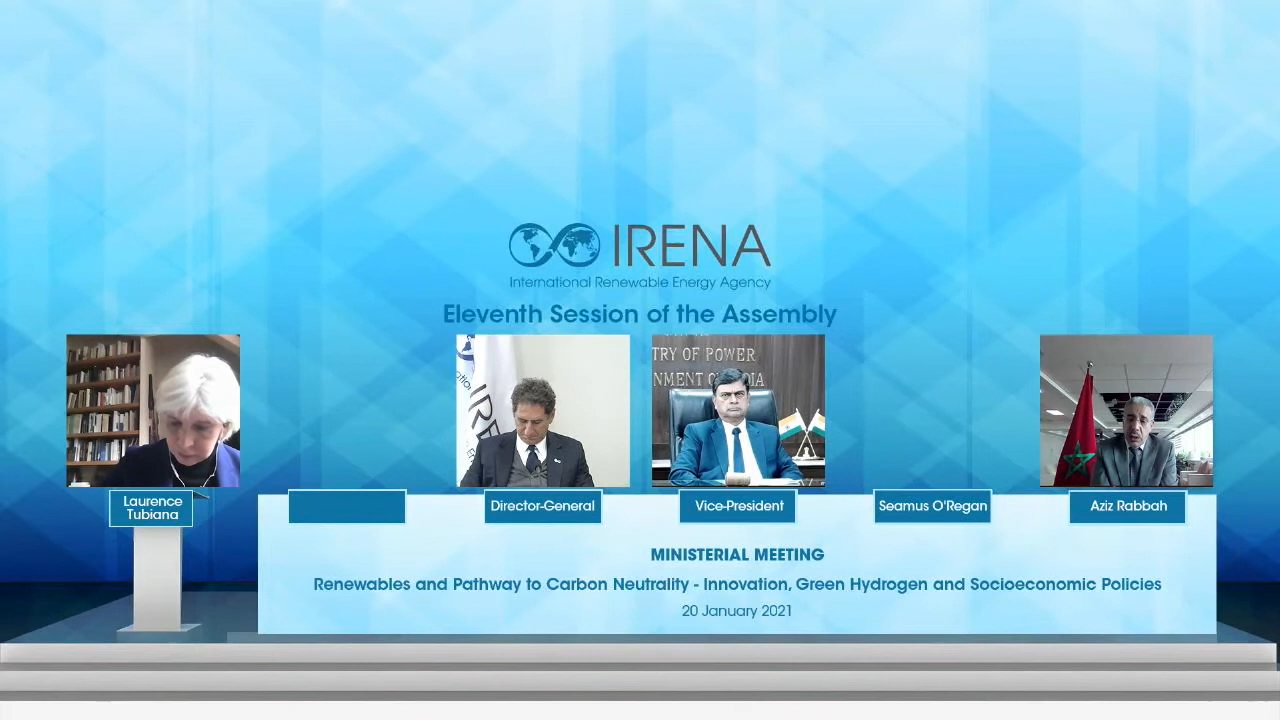 IRENA
International Renewable Energy Agency
Eleventh Session of the Assembly
IRE
TRY OF POWER
NMENT OF INDIA
Laurence
Tubiana
Director-General
Vice-President
Seamus O'Regan
Aziz Rabbah
MINISTERIAL MEETING
Renewables and Pathway to Carbon Neutrality - Innovation, Green Hydrogen and Socioeconomic Policies
20 January 2021